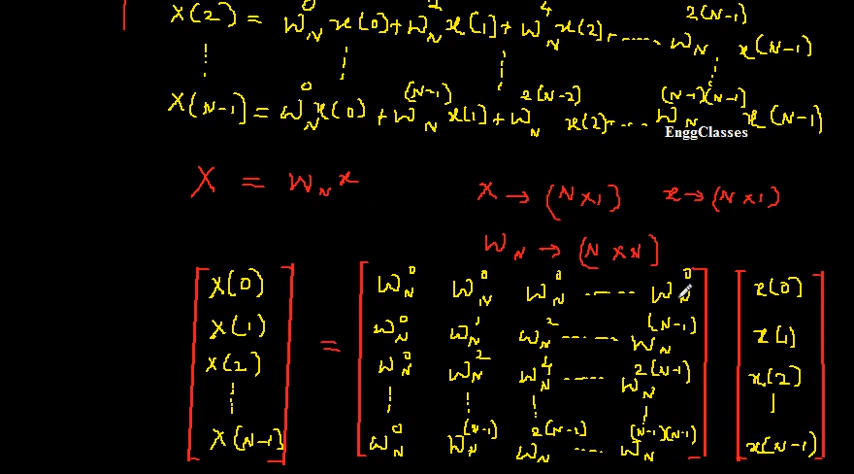 X(2) = W_N^0 x(0) + W_N^2 x(1) + W_N^4 x(2) + ...... W_N^{2(N-1)} x(N-1)
X(N-1) = W_N^0 x(0) + W_N^{(N-1)} x(1) + W_N^{2(N-2)} x(2) + ... W_N^{(N-1)(N-1)} x(N-1)
EnggClasses
X = W_N x
X → (N×1) x → (N×1)
W_N → (N×N)
[X(0)] [W_N^0 W_N^0 W_N^0 ------ W_N^0] [x(0)]
[X(1)] = [W_N^0 W_N^1 W_N^2 ------ W_N^{(N-1)}] [x(1)]
[X(2)] [W_N^0 W_N^2 W_N^4 ------ W_N^{2(N-1)}] [x(2)]
[X(N-1)] [W_N^0 W_N^{(N-1)} W_N^{2(N-1)} ---- W_N^{(N-1)(N-1)}] [x(N-1)]